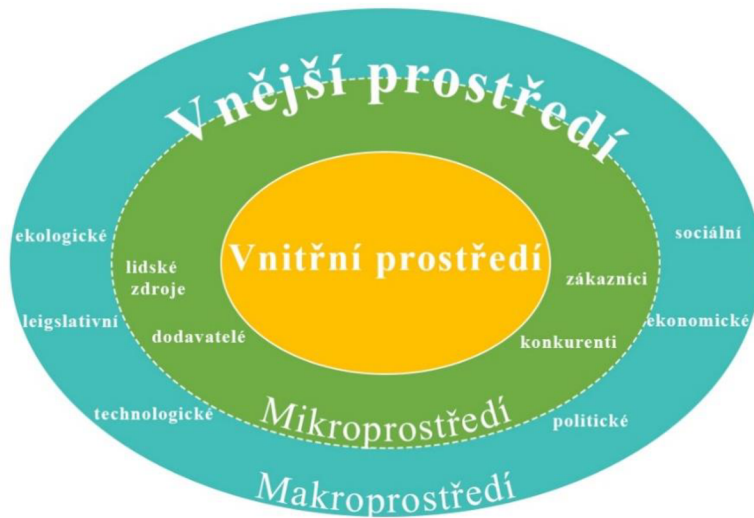 Vnější prostředí
ekologické
sociální
Vnitřní prostředí
lidské
zdroje
zákazníci
leigslativní
ekonomické
dodavatelé
konkurenti
technologické
Mikroprostředí
politické
Makroprostředí